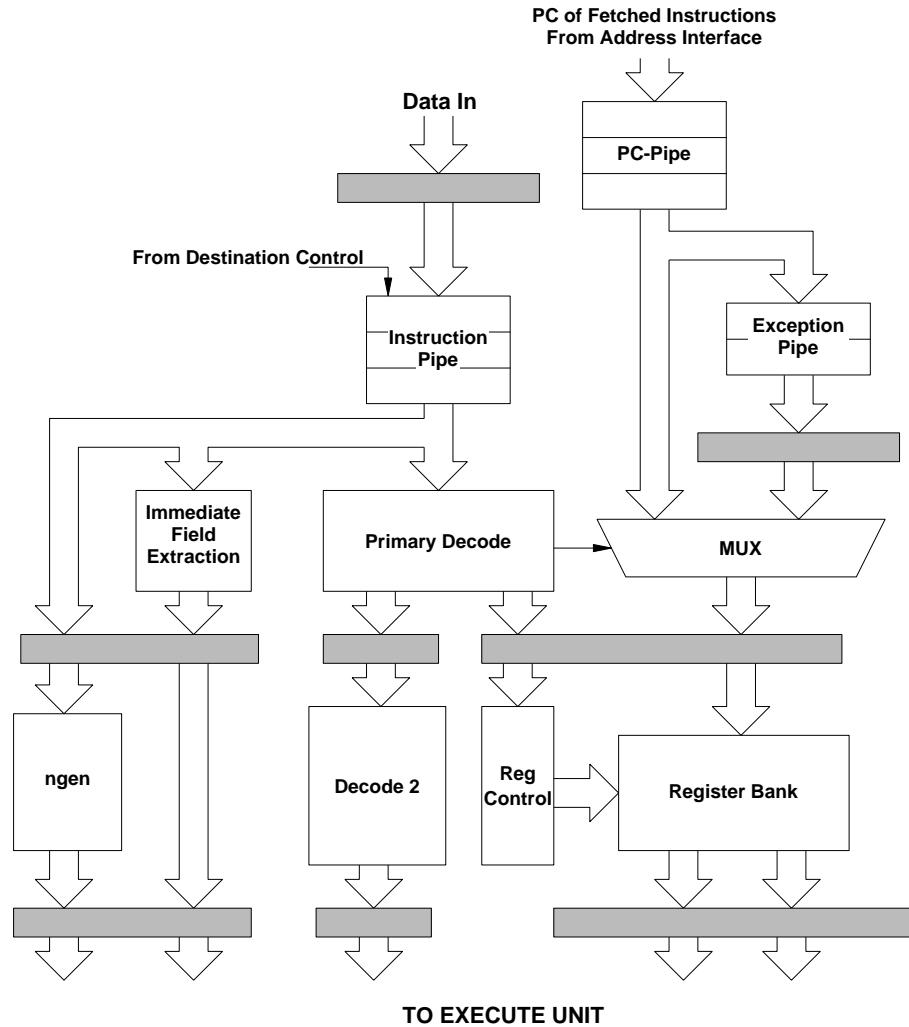 PC of Fetched Instructions
From Address Interface
Data In
PC-Pipe
From Destination Control
Instruction
Pipe
Exception
Pipe
Immediate
Field
Extraction
Primary Decode
MUX
ngen
Decode 2
Reg
Control
Register Bank
TO EXECUTE UNIT